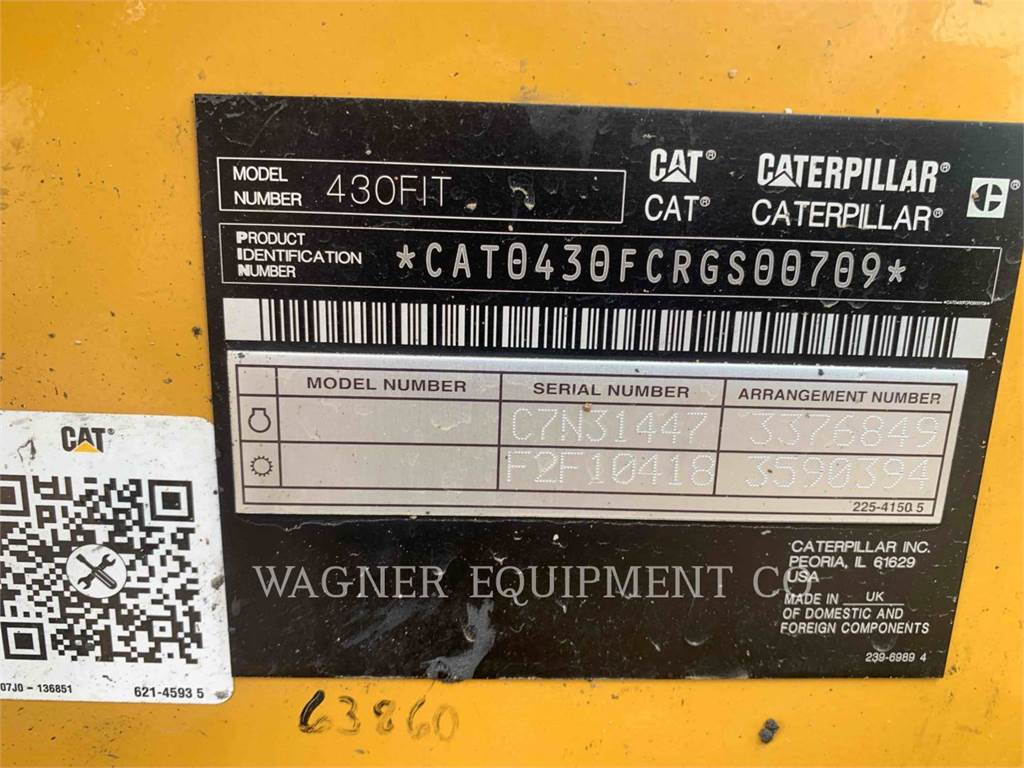 MODEL NUMBER 430FIT
CAT® CATERPILLAR® C®
CAT® CATERPILLAR®
PRODUCT IDENTIFICATION NUMBER *CAT0430FCRGS00709*
*CAT0430FCRGS00709*
MODEL NUMBER SERIAL NUMBER ARRANGEMENT NUMBER
C7N31447 3376849
F2F10418 3590394
225-4150 5
CATERPILLAR INC.
PEORIA, IL 61629
USA
MADE IN UK
OF DOMESTIC AND
FOREIGN COMPONENTS
239-6989 4
CAT®
07J0 – 136851 621-4593 5
63860
WAGNER EQUIPMENT CO